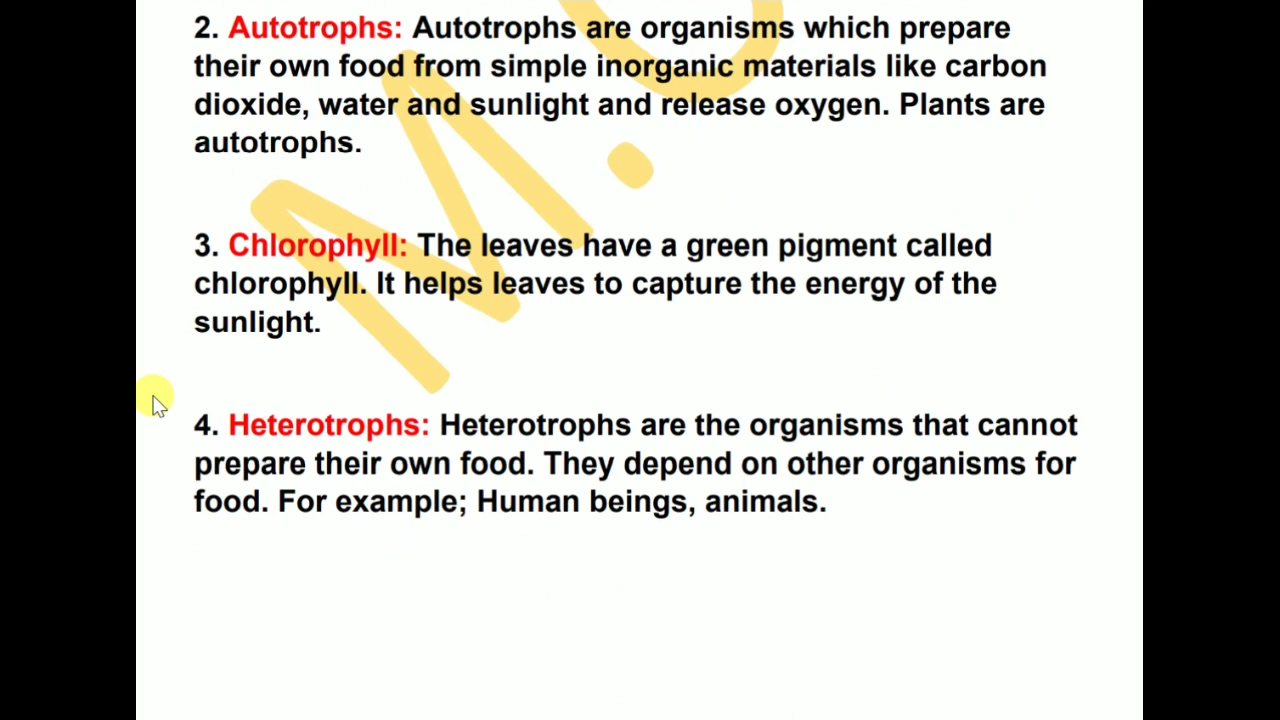 2. Autotrophs: Autotrophs are organisms which prepare
their own food from simple inorganic materials like carbon
dioxide, water and sunlight and release oxygen. Plants are
autotrophs.
3. Chlorophyll: The leaves have a green pigment called
chlorophyll. It helps leaves to capture the energy of the
sunlight.
4. Heterotrophs: Heterotrophs are the organisms that cannot
prepare their own food. They depend on other organisms for
food. For example; Human beings, animals.